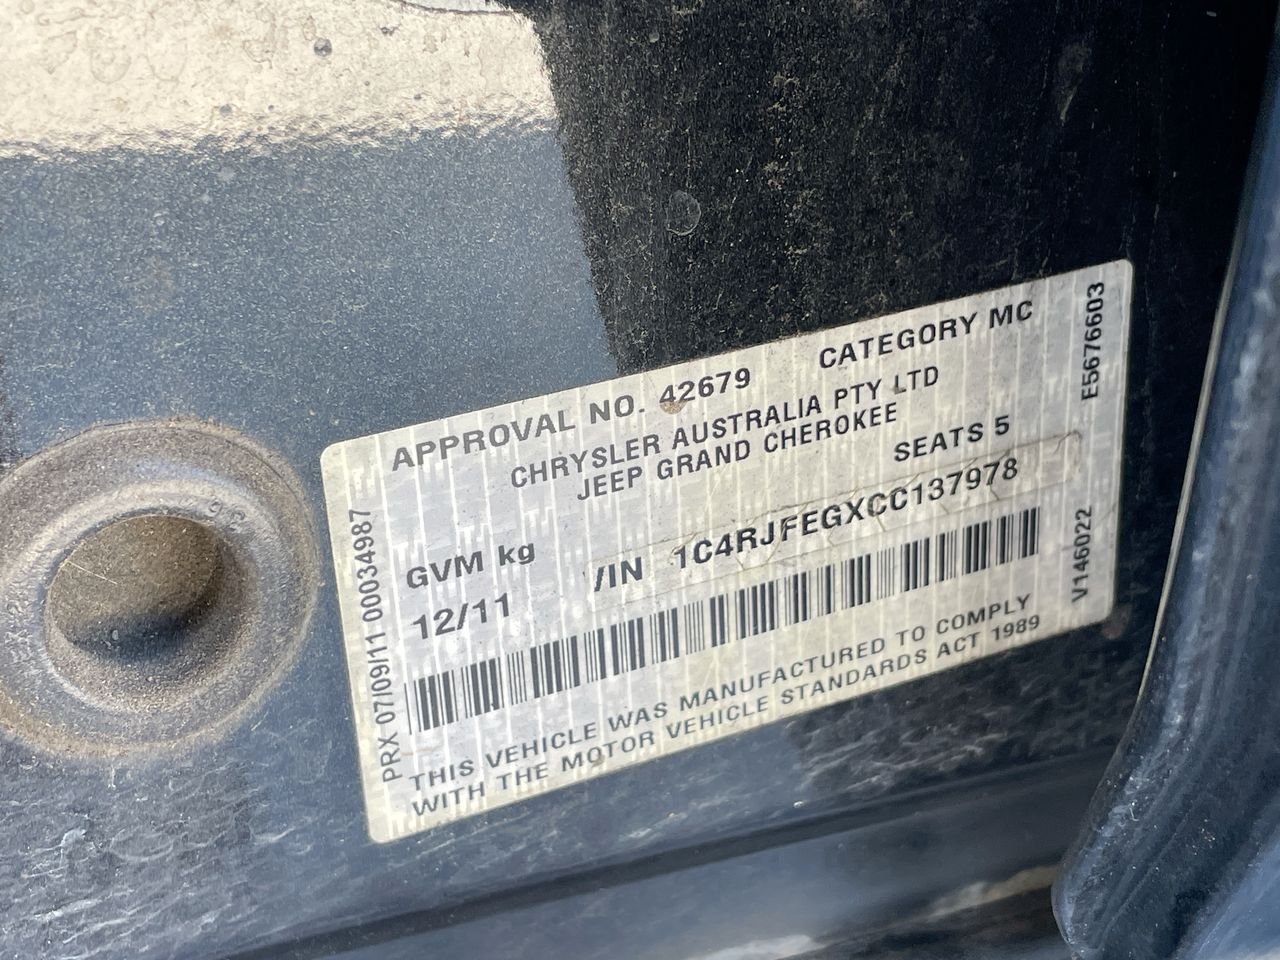 APPROVAL NO. 42679 CATEGORY MC
CHRYSLER AUSTRALIA PTY LTD
JEEP GRAND CHEROKEE
SEATS 5
GVM kg
12/11
/IN 1C4RJFEGXCC137978
THIS VEHICLE WAS MANUFACTURED TO COMPLY
WITH THE MOTOR VEHICLE STANDARDS ACT 1989
PRX 07/09/11 00034987
E5676603
V146022